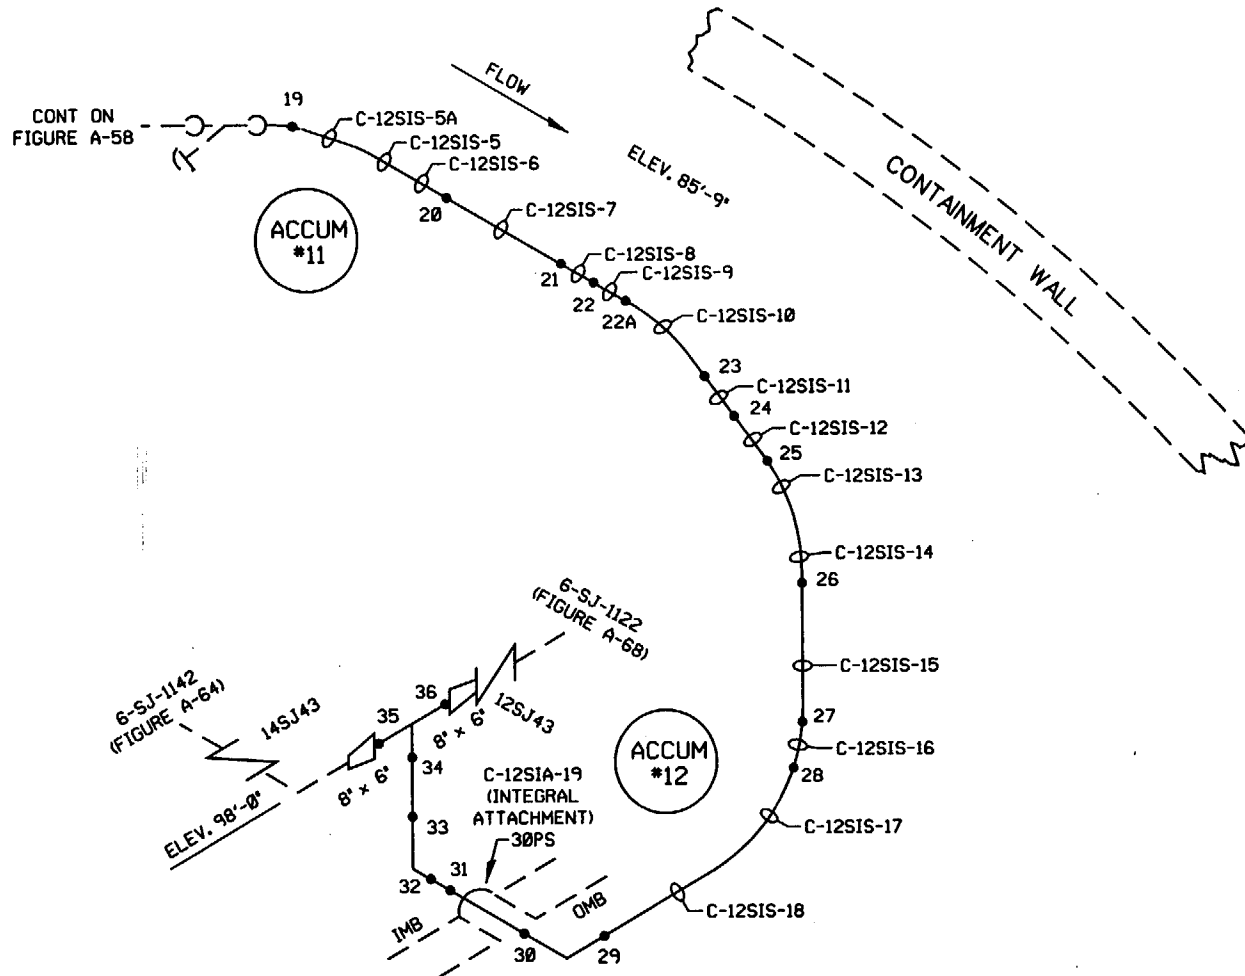 CONT ON
FIGURE A-58
19
FLOW
C-12SIS-5A
C-12SIS-5
C-12SIS-6
20
C-12SIS-7
ELEV. 85'-9"
CONTAINMENT WALL
ACCUM
#11
21
C-12SIS-8
22
C-12SIS-9
22A
C-12SIS-10
23
C-12SIS-11
24
C-12SIS-12
25
C-12SIS-13
C-12SIS-14
26
C-12SIS-15
27
C-12SIS-16
28
C-12SIS-17
C-12SIS-18
29
ACCUM
#12
6-SJ-1122
(FIGURE A-68)
12SJ43
36
8" x 6"
6-SJ-1142
(FIGURE A-64)
14SJ43
35
8" x 6"
ELEV. 98'-0"
34
33
C-12SIA-19
(INTEGRAL
ATTACHMENT)
30PS
32
31
IMB
OMB
30